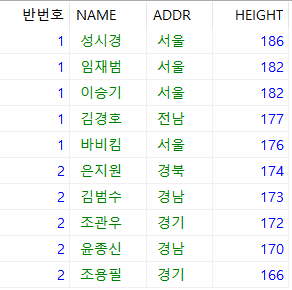 반번호 NAME ADDR HEIGHT
1 성시경 서울 186
1 임재범 서울 182
1 이승기 서울 182
1 김경호 전남 177
1 바비킴 서울 176
2 은지원 경북 174
2 김범수 경남 173
2 조관우 경기 172
2 윤종신 경남 170
2 조용필 경기 166